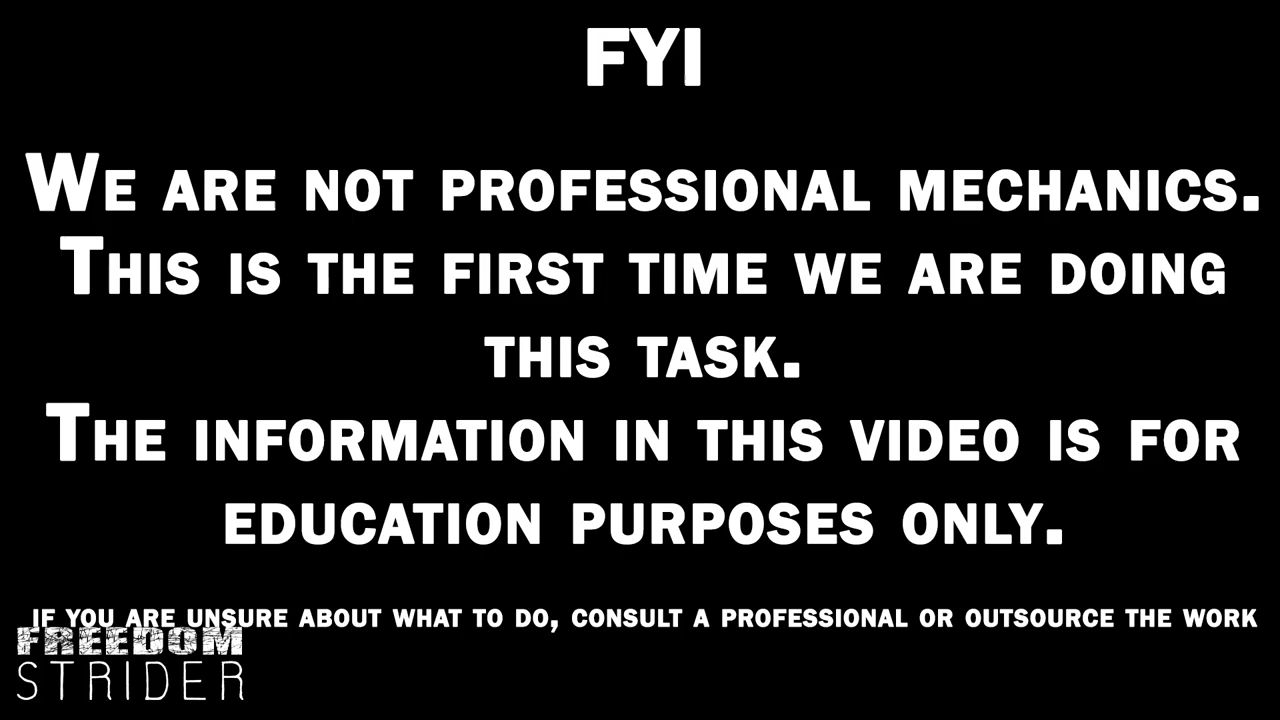 FYI
We are not professional mechanics.
This is the first time we are doing
this task.
The information in this video is for
education purposes only.
if you are unsure about what to do, consult a professional or outsource the work
FREEDOM
STRIDER